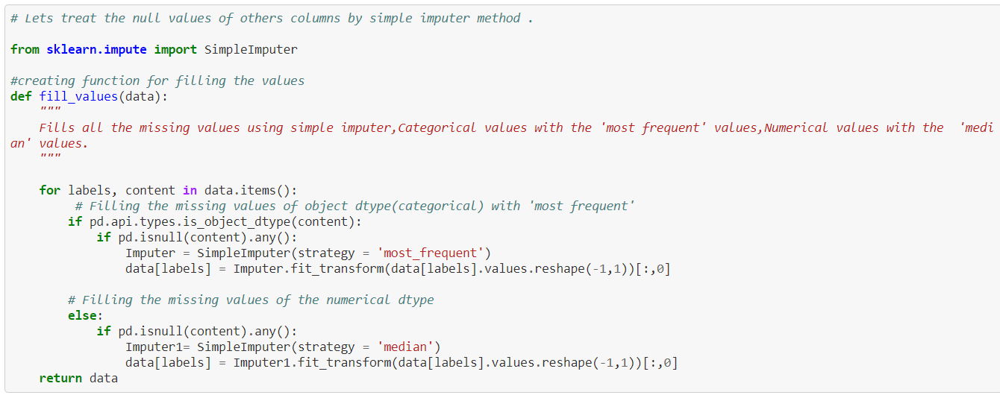 # Lets treat the null values of others columns by simple imputer method .

from sklearn.impute import SimpleImputer

#creating function for filling the values
def fill_values(data):
    """
    Fills all the missing values using simple imputer,Categorical values with the 'most frequent' values,Numerical values with the  'medi
an' values.
    """

    for labels, content in data.items():
         # Filling the missing values of object dtype(categorical) with 'most frequent'
        if pd.api.types.is_object_dtype(content):
            if pd.isnull(content).any():
                Imputer = SimpleImputer(strategy = 'most_frequent')
                data[labels] = Imputer.fit_transform(data[labels].values.reshape(-1,1))[:,0]

        # Filling the missing values of the numerical dtype
        else:
            if pd.isnull(content).any():
                Imputer1= SimpleImputer(strategy = 'median')
                data[labels] = Imputer1.fit_transform(data[labels].values.reshape(-1,1))[:,0]
    return data